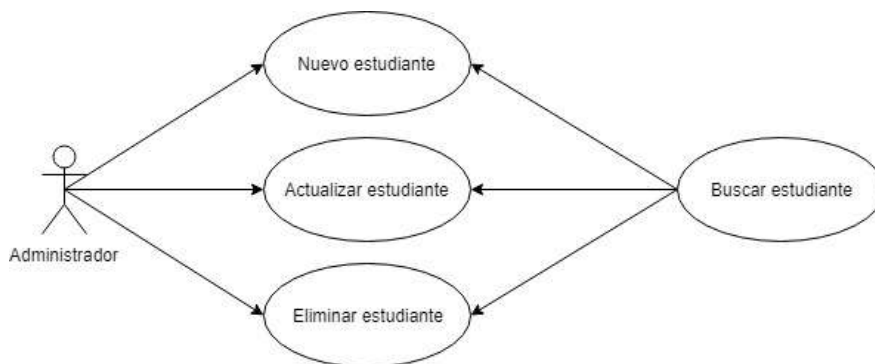 Nuevo estudiante
Actualizar estudiante
Buscar estudiante
Administrador
Eliminar estudiante